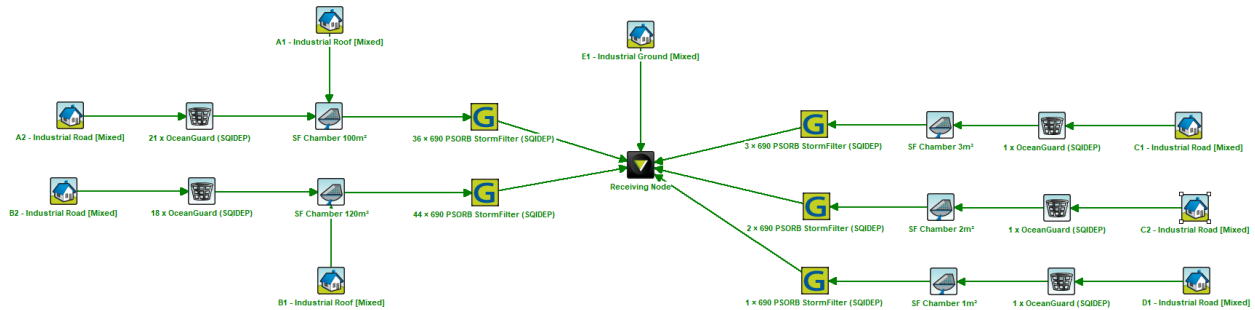 A1 - Industrial Roof [Mixed]
E1 - Industrial Ground [Mixed]
A2 - Industrial Road [Mixed]
21 x OceanGuard (SQIDEP)
SF Chamber 100m²
G
36 × 690 PSORB StormFilter (SQIDEP)
G
3 × 690 PSORB StormFilter (SQIDEP)
SF Chamber 3m²
1 x OceanGuard (SQIDEP)
C1 - Industrial Road [Mixed]
Receiving Node
B2 - Industrial Road [Mixed]
18 x OceanGuard (SQIDEP)
SF Chamber 120m²
G
44 × 690 PSORB StormFilter (SQIDEP)
G
2 × 690 PSORB StormFilter (SQIDEP)
SF Chamber 2m²
1 x OceanGuard (SQIDEP)
C2 - Industrial Road [Mixed]
B1 - Industrial Roof [Mixed]
G
1 × 690 PSORB StormFilter (SQIDEP)
SF Chamber 1m²
1 x OceanGuard (SQIDEP)
D1 - Industrial Road [Mixed]